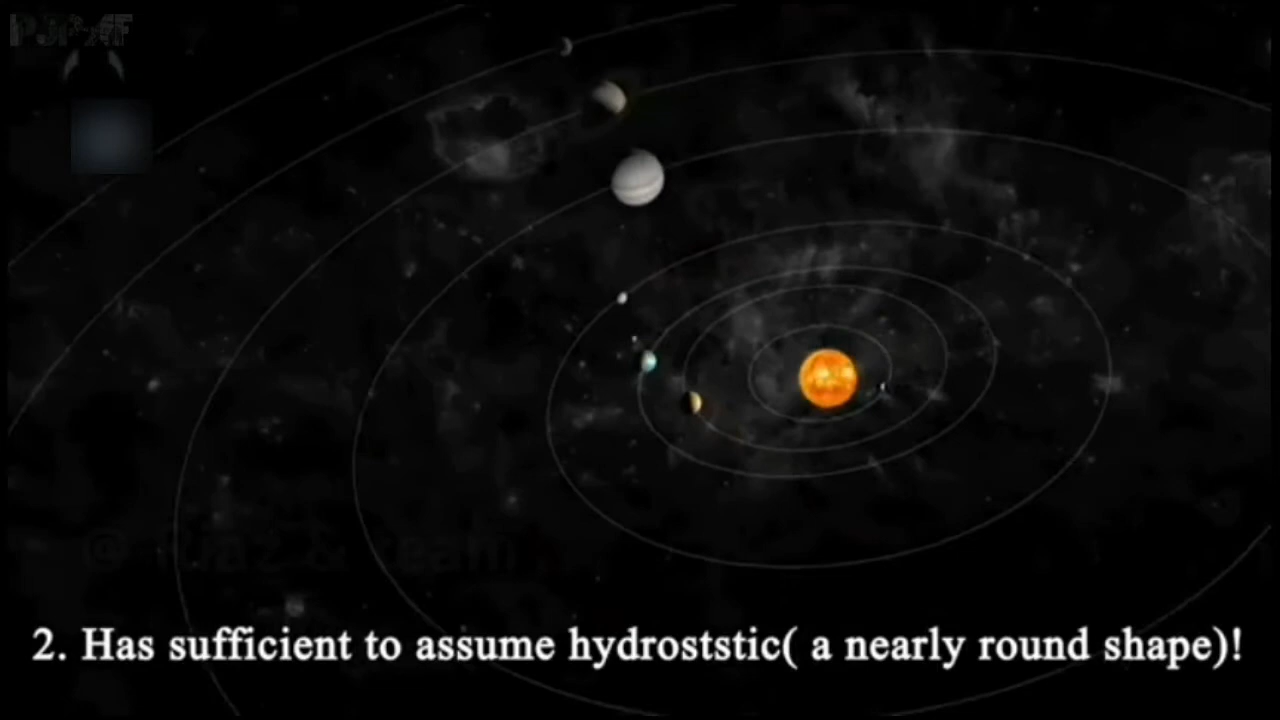 2. Has sufficient to assume hydroststic( a nearly round shape)!